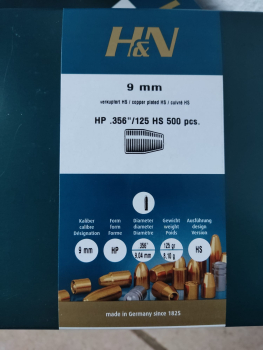 H&N
9 mm
verkupfert HS / copper plated HS / cuivré HS
HP .356"/125 HS 500 pcs.
Kaliber Form Diameter Gewicht Ausführung
calibre form diameter weight design
Désignation Forme Diamètre Poids Version
9 mm HP .356" 9.04 mm 125 gr 8.10 g HS
made in Germany since 1825